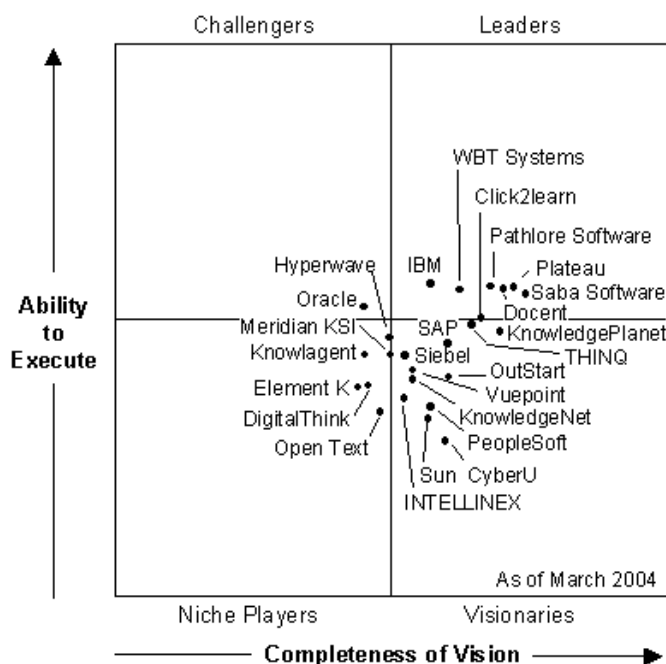 Challengers
Leaders
WBT Systems
Click2learn
Pathlore Software
Hyperwave
IBM
Plateau
Oracle
Saba Software
Docent
Meridian KSI
SAP
KnowledgePlanet
Knowlagent
Siebel
THINQ
OutStart
Element K
Vuepoint
DigitalThink
KnowledgeNet
Open Text
PeopleSoft
Sun
CyberU
INTELLINEX
Ability
to
Execute
As of March 2004
Niche Players
Visionaries
Completeness of Vision